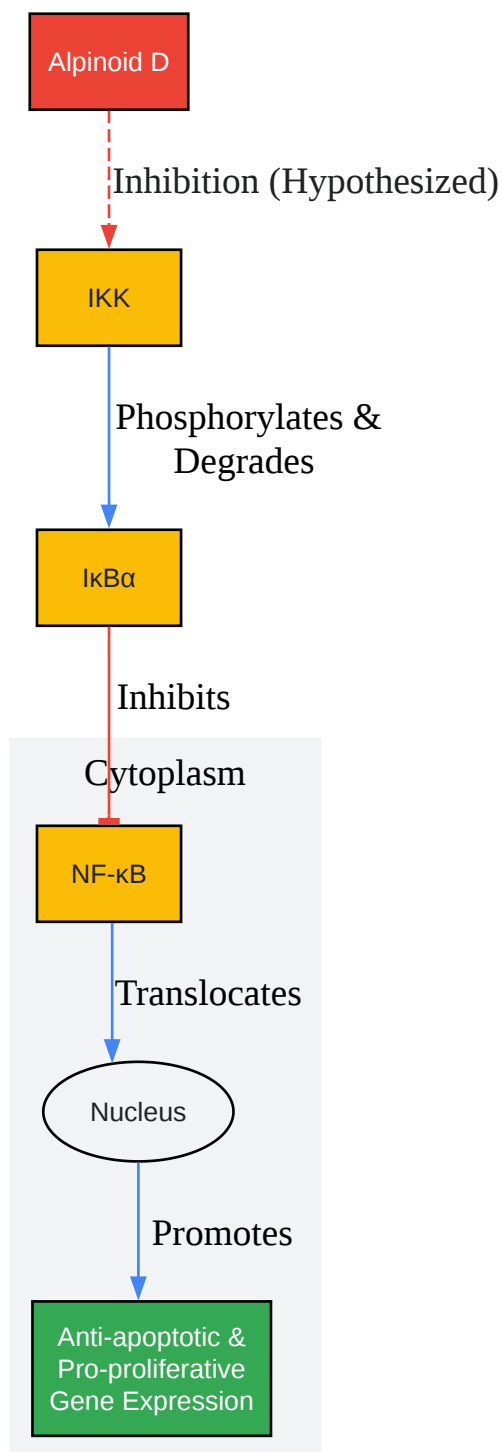 Alpinoid D
Inhibition (Hypothesized)
IKK
Phosphorylates &
Degrades
IκBα
Inhibits
Cytoplasm
NF-κB
Translocates
Nucleus
Promotes
Anti-apoptotic &
Pro-proliferative
Gene Expression